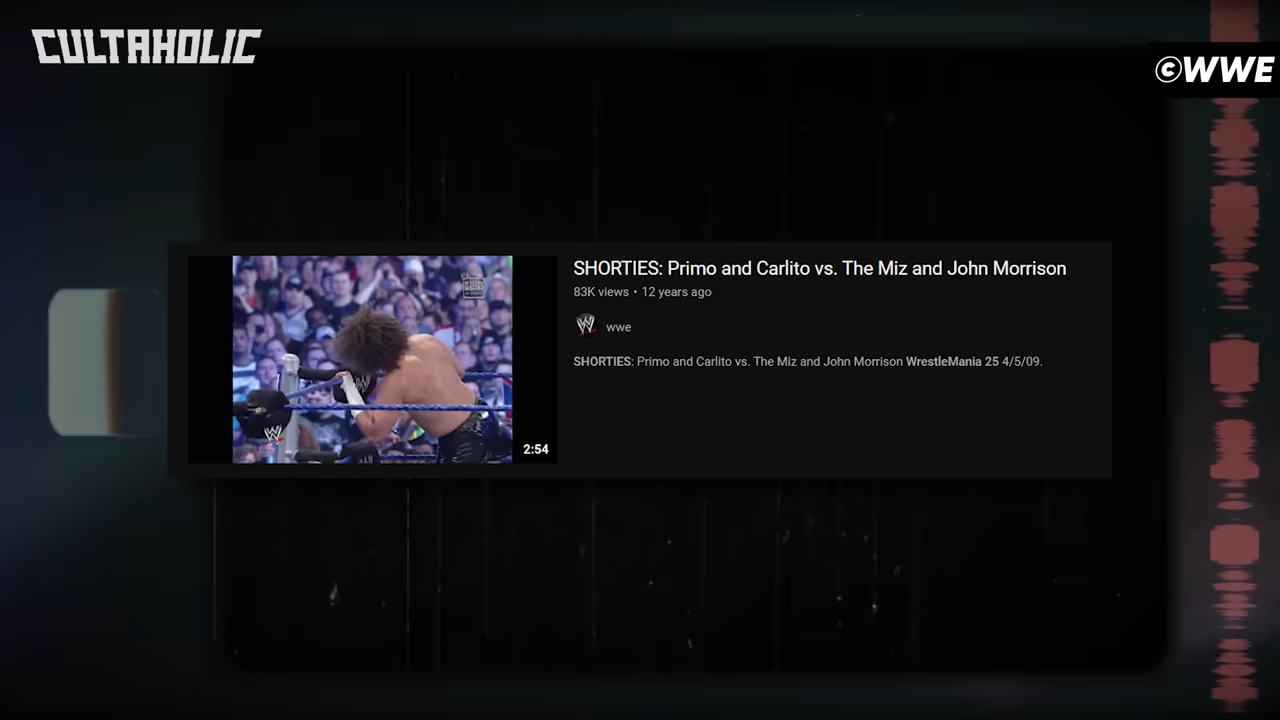 CULTAHOLIC
©WWE
SHORTIES: Primo and Carlito vs. The Miz and John Morrison
83K views • 12 years ago
wwe
SHORTIES: Primo and Carlito vs. The Miz and John Morrison WrestleMania 25 4/5/09.
2:54